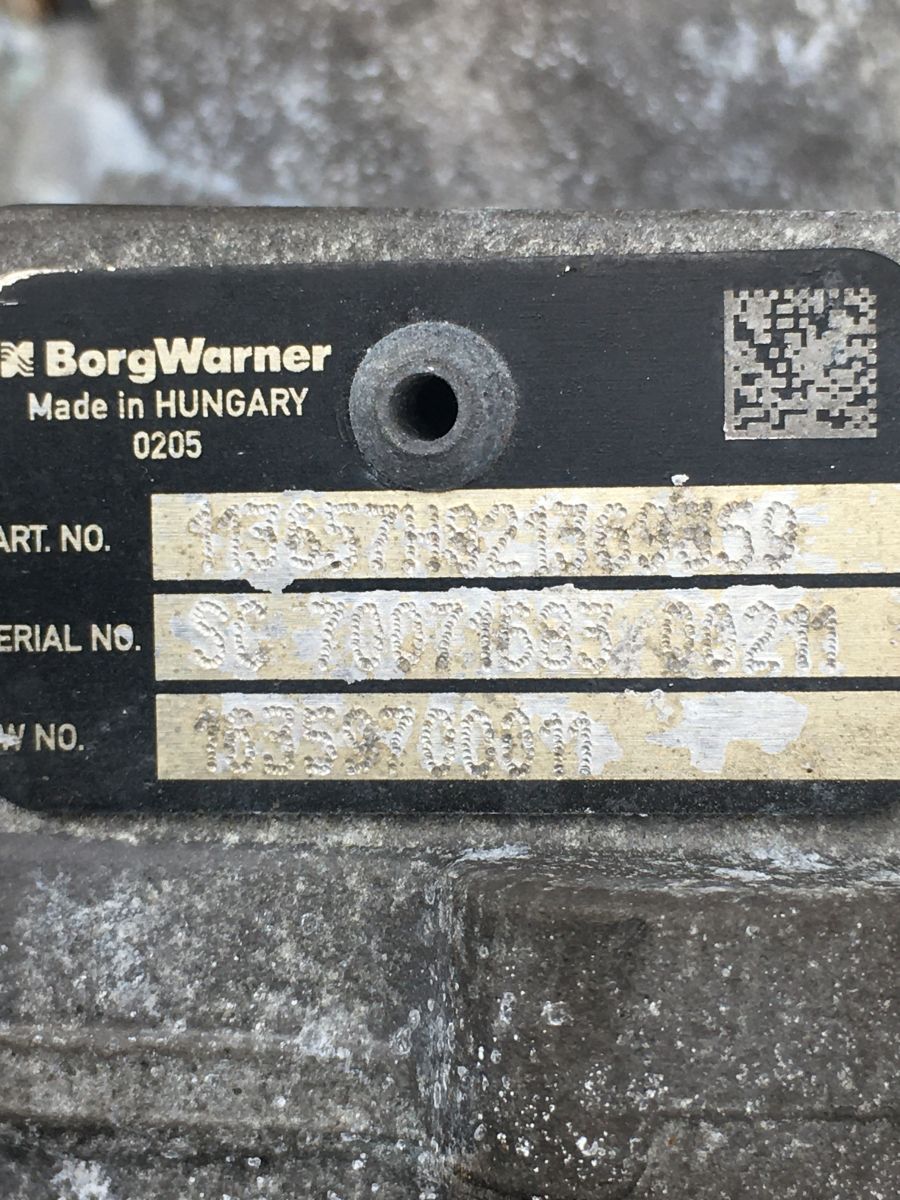 BorgWarner
Made in HUNGARY
0205
ART. NO.
ERIAL NO.
SC 70071683 00211
W NO.
16359700011